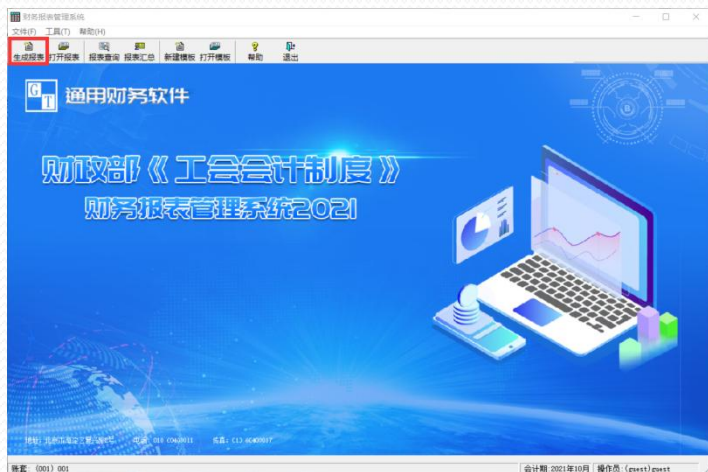 财务报表管理系统
文件(F) 工具(T) 帮助(H)
生成报表 打开报表 报表查询 报表汇总 新建模板 打开模板 帮助 退出
GT 通用财务软件
财政部《工会会计制度》
财务报表管理系统2021
账套: (001) 001 会计期:2021年10月 操作员:(guest)guest